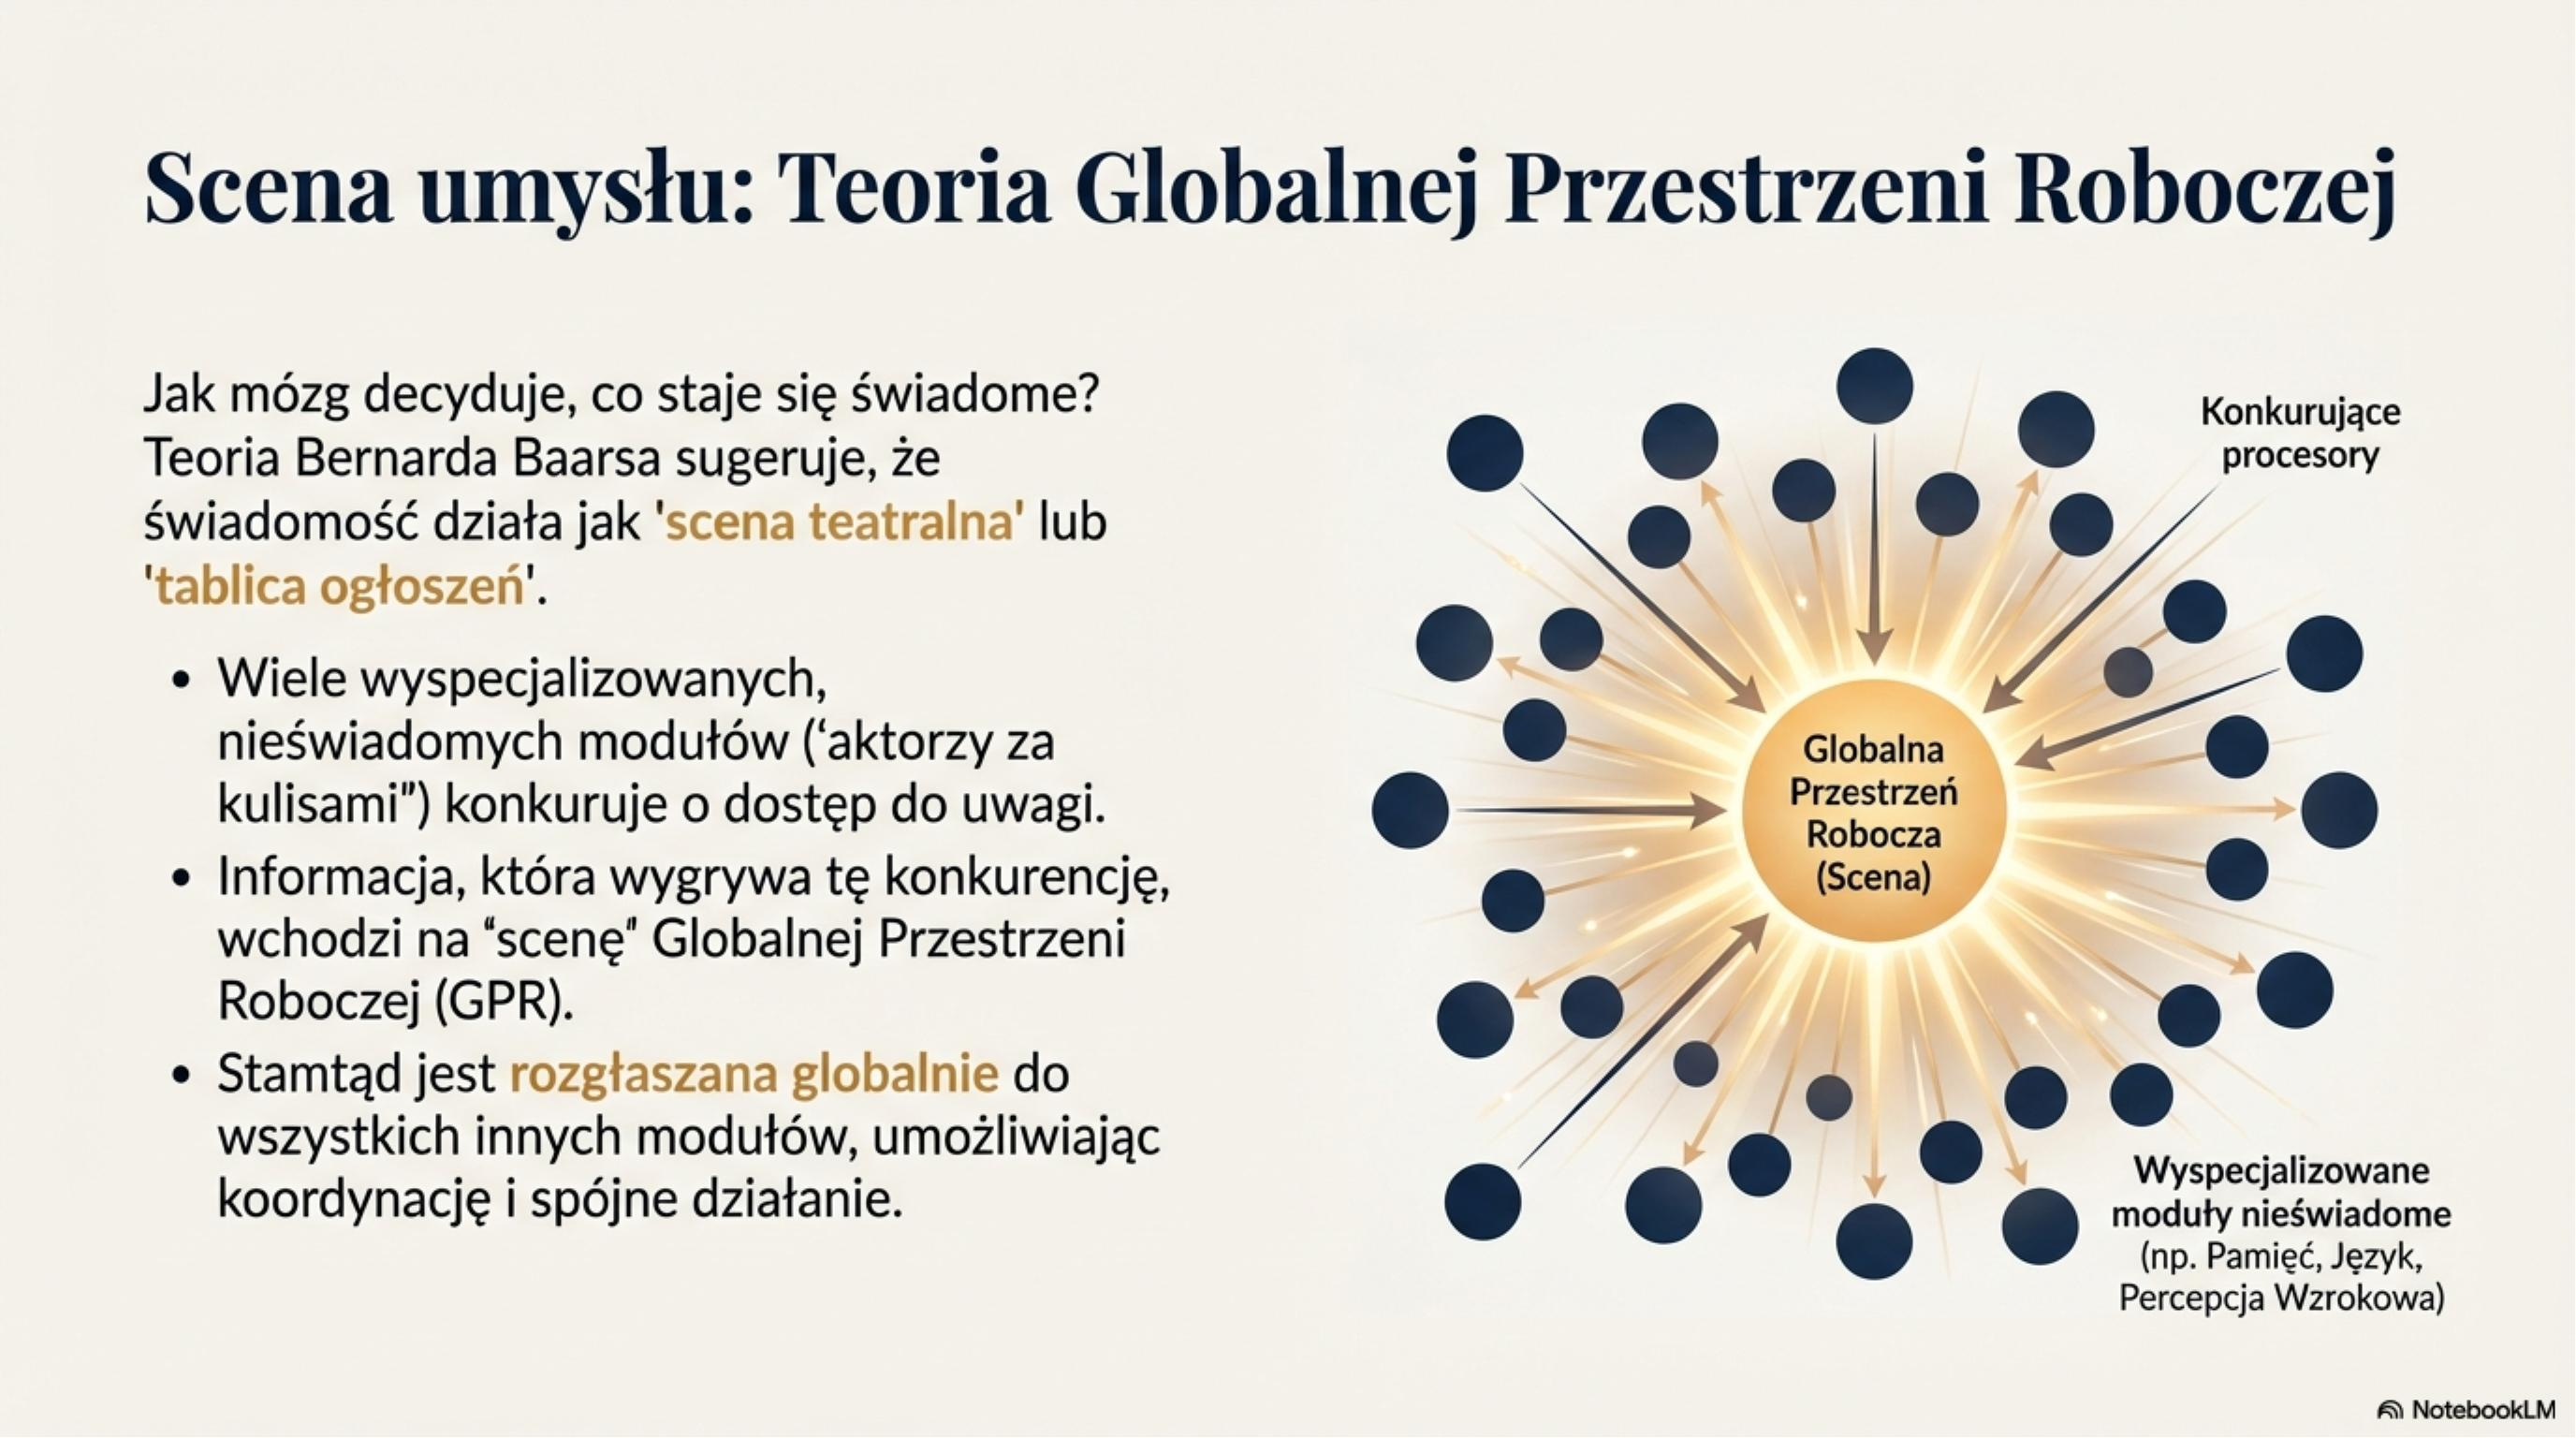 Scena umysłu: Teoria Globalnej Przestrzeni Roboczej
Jak mózg decyduje, co staje się świadome?
Teoria Bernarda Baarsa sugeruje, że
świadomość działa jak 'scena teatralna' lub
'tablica ogłoszeń'.
• Wiele wyspecjalizowanych,
nieświadomych modułów (‘aktorzy za
kulisami”) konkuruje o dostęp do uwagi.
• Informacja, która wygrywa tę konkurencję,
wchodzi na “scenę” Globalnej Przestrzeni
Roboczej (GPR).
• Stamtąd jest rozgłaszana globalnie do
wszystkich innych modułów, umożliwiając
koordynację i spójne działanie.
Konkurujące
procesory
Globalna
Przestrzeń
Robocza
(Scena)
Wyspecjalizowane
moduły nieświadome
(np. Pamięć, Język,
Percepcja Wzrokowa)
NotebookLM